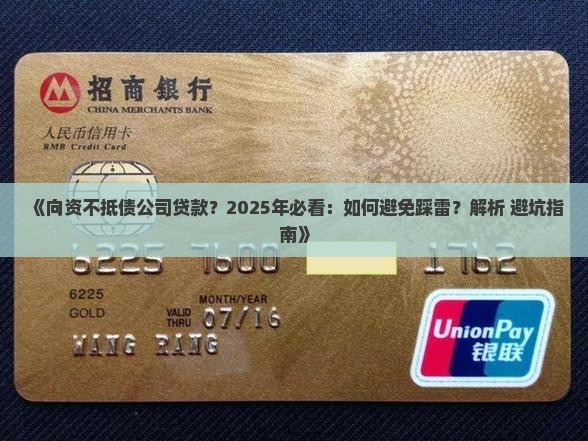 招商銀行
CHINA MERCHANTS BANK
人民币信用卡
RMB Credit Card
《向资不抵债公司贷款？2025年必看：如何避免踩雷？解析 避坑指
南》
6225 7600 1762
6225
GOLD
MONTH/YEAR
VALID
THRU 07/16
WANG RANG
UnionPay
银联